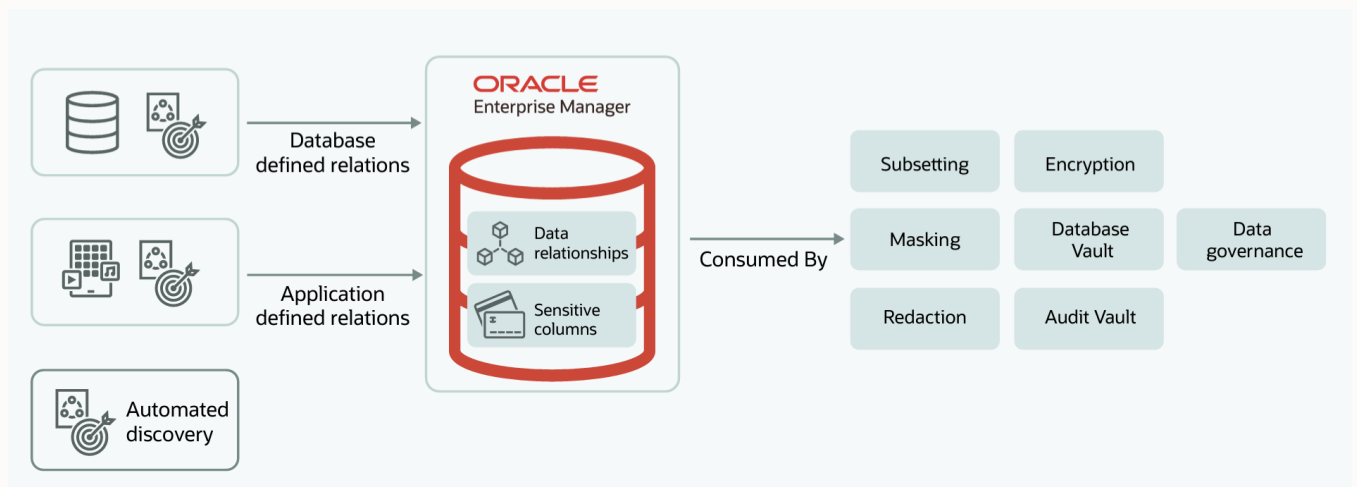 Database
defined relations
Application
defined relations
Automated
discovery
ORACLE
Enterprise Manager
Data
relationships
Sensitive
columns
Consumed By
Subsetting
Encryption
Masking
Database
Vault
Data
governance
Redaction
Audit Vault